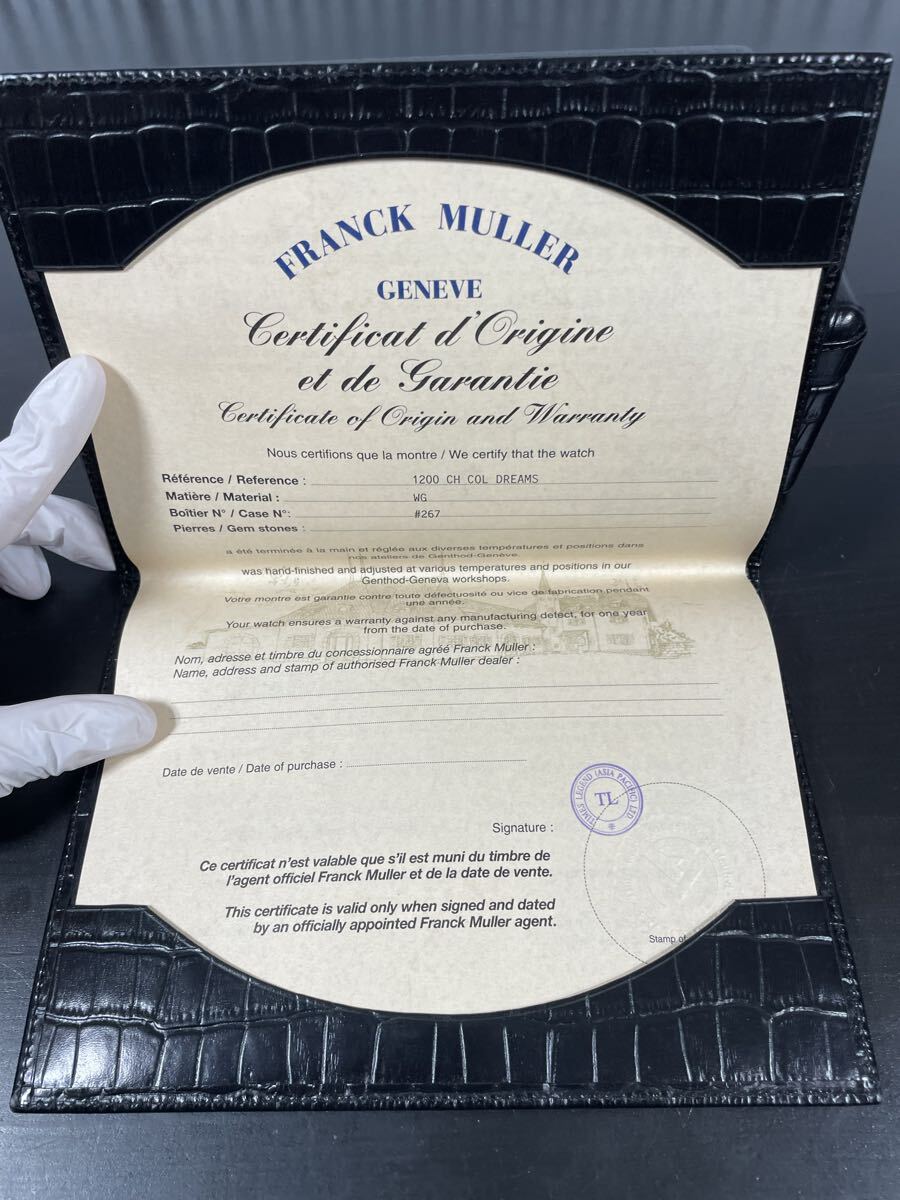 FRANCK MULLER
GENEVE
Certificat d'Origine
et de Garantie
Certificate of Origin and Warranty
Nous certifions que la montre / We certify that the watch
Référence / Reference : 1200 CH COL DREAMS
Matière / Material : WG
Boîtier N° / Case N°: #267
Pierres / Gem stones :
a été terminée à la main et réglée aux diverses températures et positions dans
nos ateliers de Genthod-Genève.
was hand-finished and adjusted at various temperatures and positions in our
Genthod-Geneva workshops.
Votre montre est garantie contre toute défectuosité ou vice de fabrication pendant
une année.
Your watch ensures a warranty against any manufacturing defect, for one year
from the date of purchase.
Nom, adresse et timbre du concessionnaire agréé Franck Muller :
Name, address and stamp of authorised Franck Muller dealer :
Date de vente / Date of purchase :
TIMES LEGEND (ASIA PACIFIC) LTD.
TL
Signature :
Ce certificat n'est valable que s'il est muni du timbre de
l'agent officiel Franck Muller et de la date de vente.
This certificate is valid only when signed and dated
by an officially appointed Franck Muller agent.
Stamp of